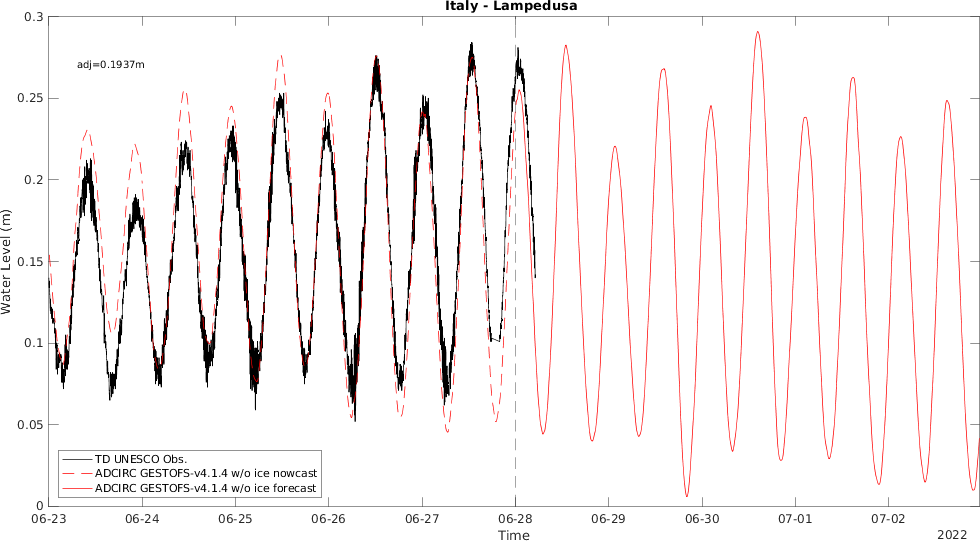 Italy - Lampedusa
0.3
adj=0.1937m
0.25
0.2
0.15
0.1
0.05
0
Water Level (m)
TD UNESCO Obs.
ADCIRC GESTOFS-v4.1.4 w/o ice nowcast
ADCIRC GESTOFS-v4.1.4 w/o ice forecast
06-23 06-24 06-25 06-26 06-27 06-28 06-29 06-30 07-01 07-02
Time
2022